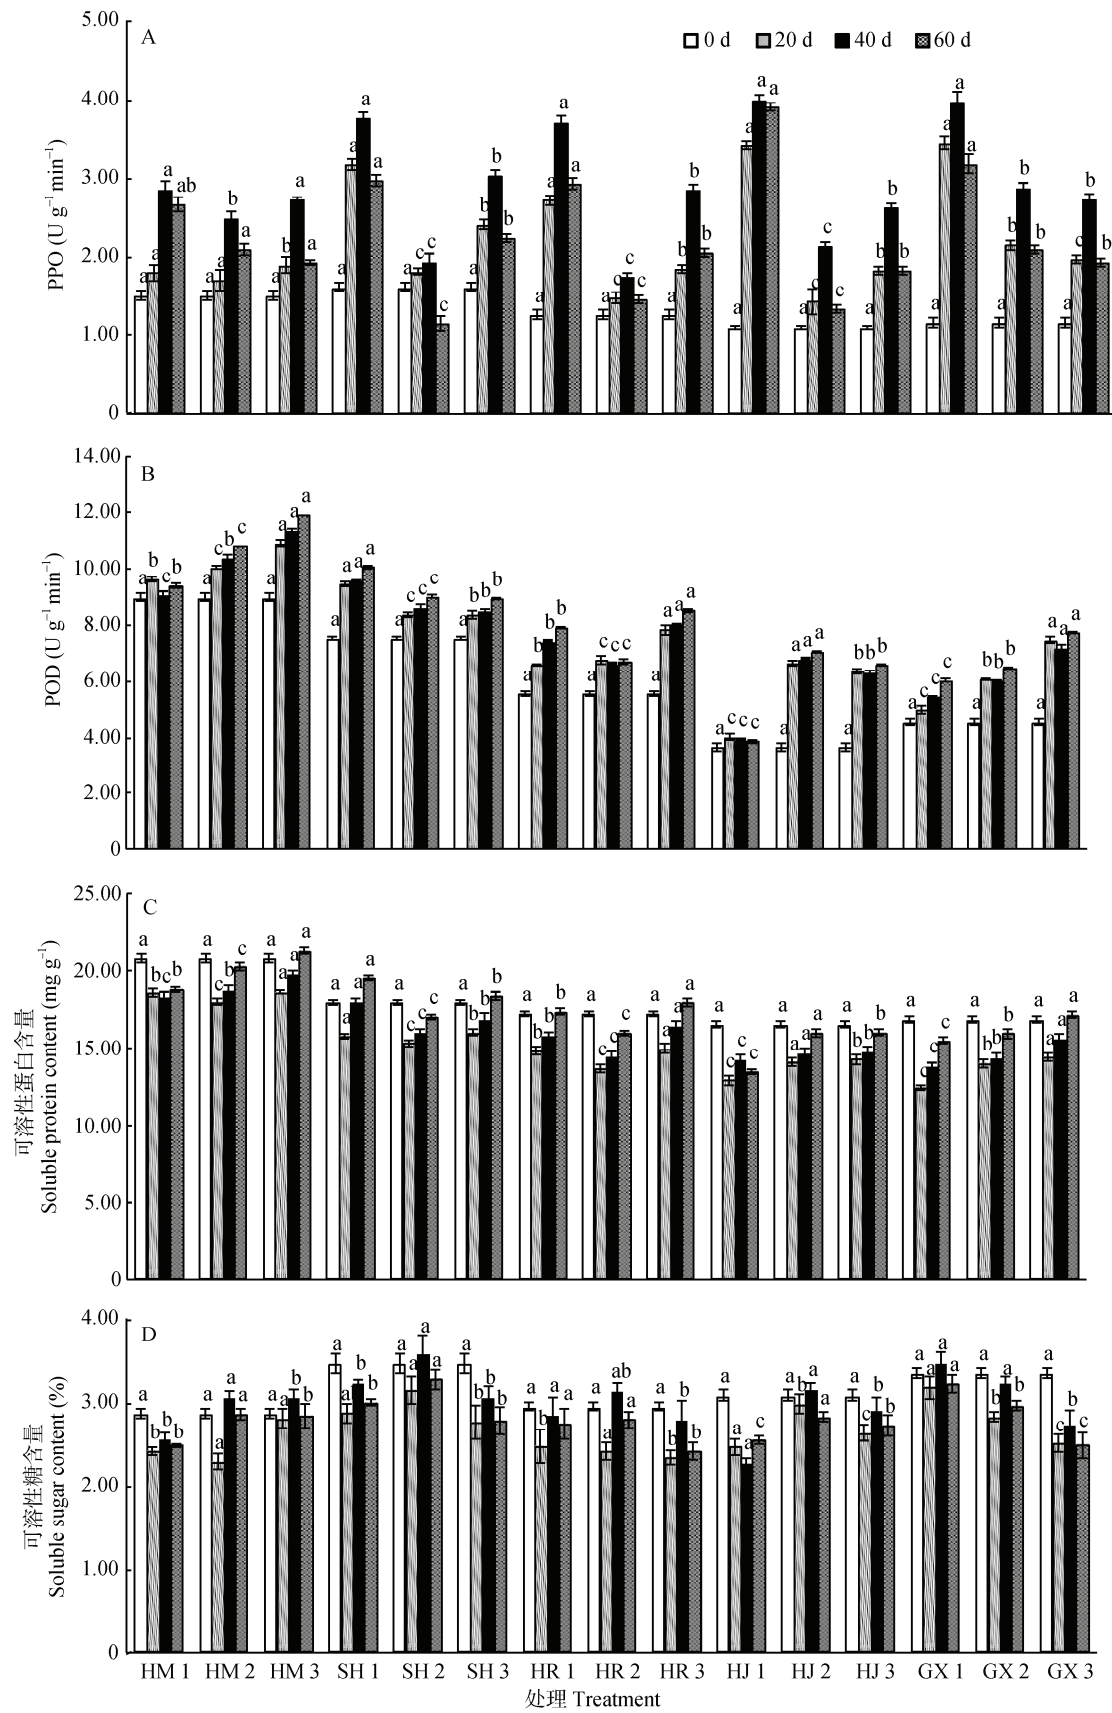 A
0 d 20 d 40 d 60 d
5.00
4.00
3.00
2.00
1.00
0
PPO (U g⁻¹ min⁻¹)
a a a ab
a a b a
a b a a
a a a a
a c c c
a b b b
a a a a
a c c c
a b b b
a a a a
a c c c
a b b b
a a a a
a b b b
a c b b
B
14.00
12.00
10.00
8.00
6.00
4.00
2.00
0
POD (U g⁻¹ min⁻¹)
a b c b
a c b c
a a a a
a a a a
a c c c
a b b b
a b b b
a c c c
a a a a
a c c c
a a a a
a b b b
a c c c
a b b b
a a a a
C
25.00
20.00
15.00
10.00
5.00
0
可溶性蛋白含量
Soluble protein content (mg g⁻¹)
a b c b
a c b c
a a a a
a a a a
a c c c
a b b b
a b b b
a c c c
a a a a
a c c c
a a a a
a b b b
a c c c
a b b b
a a a a
D
4.00
3.00
2.00
1.00
0
可溶性糖含量
Soluble sugar content (%)
a b b b
a a a a
a a b b
a a b b
a a a a
a b b b
a a a a
a a ab a
a b b b
a a a c
a a a a
a c b b
a a a a
a b a b
a c b c
HM 1 HM 2 HM 3 SH 1 SH 2 SH 3 HR 1 HR 2 HR 3 HJ 1 HJ 2 HJ 3 GX 1 GX 2 GX 3
处理 Treatment